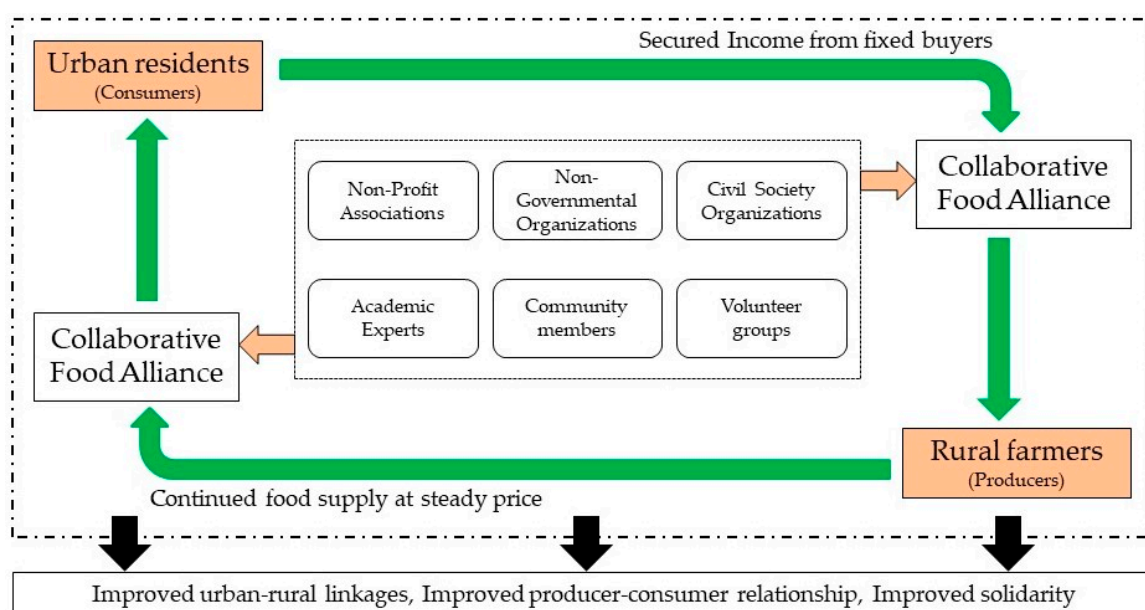 Secured Income from fixed buyers
Urban residents
(Consumers)
Collaborative
Food Alliance
Non-Profit
Associations
Non-
Governmental
Organizations
Civil Society
Organizations
Academic
Experts
Community
members
Volunteer
groups
Collaborative
Food Alliance
Rural farmers
(Producers)
Continued food supply at steady price
Improved urban-rural linkages, Improved producer-consumer relationship, Improved solidarity